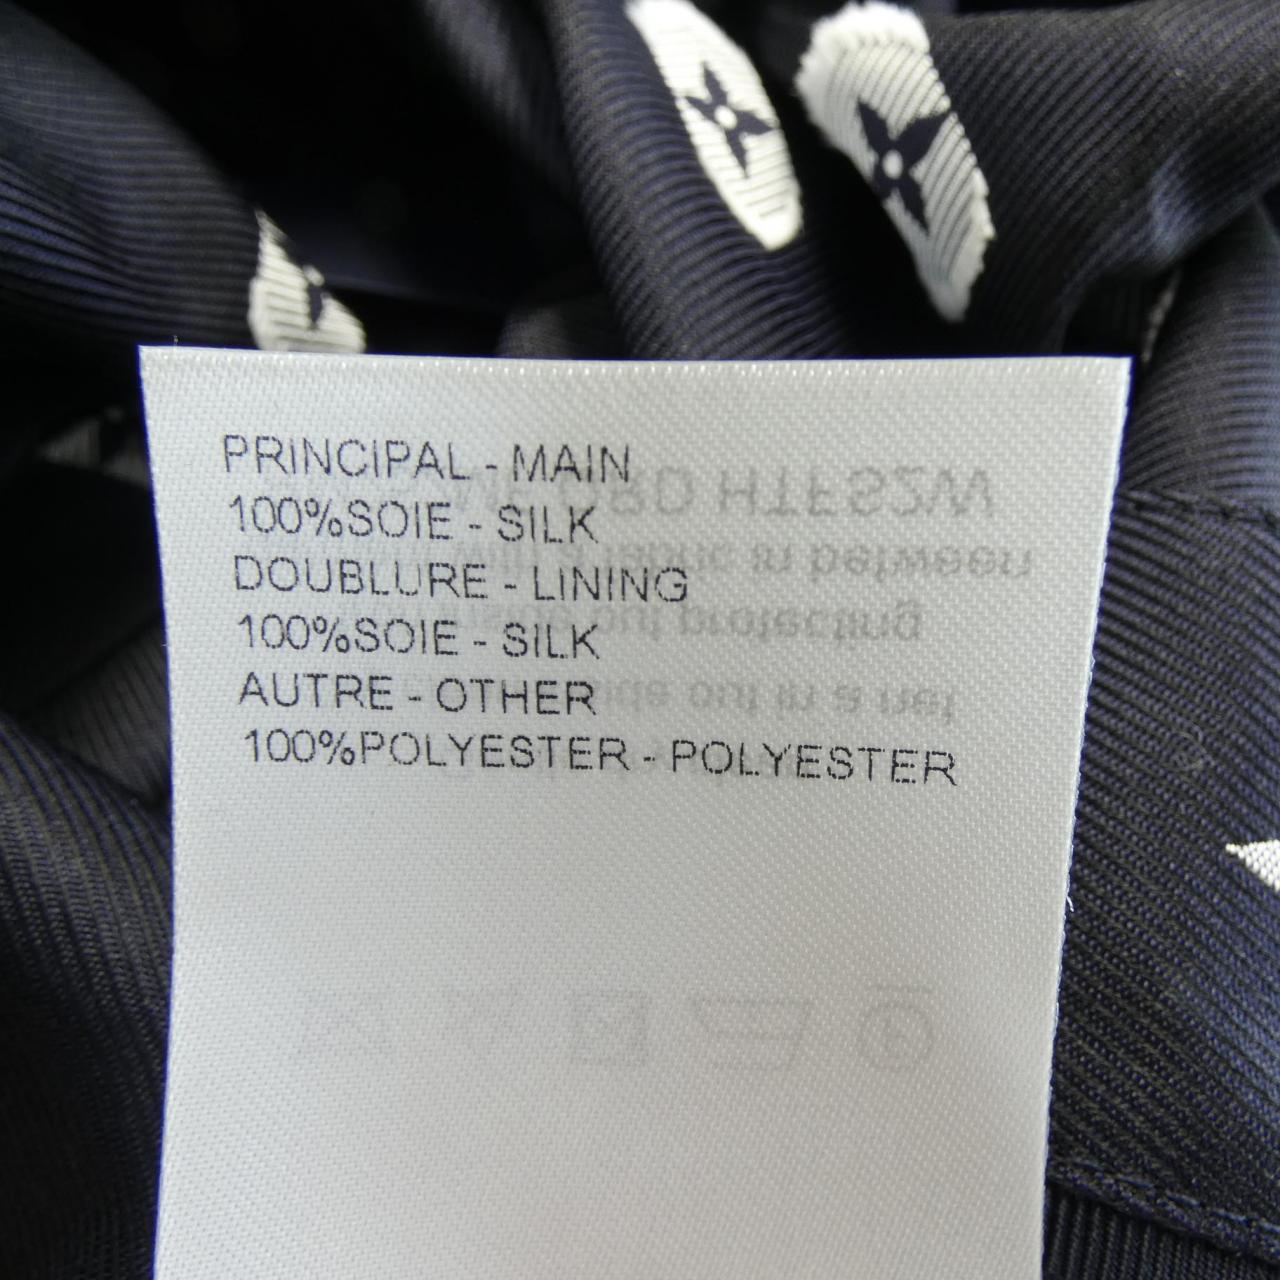 PRINCIPAL - MAIN
100%SOIE - SILK
DOUBLURE - LINING
100%SOIE - SILK
AUTRE - OTHER
100%POLYESTER - POLYESTER